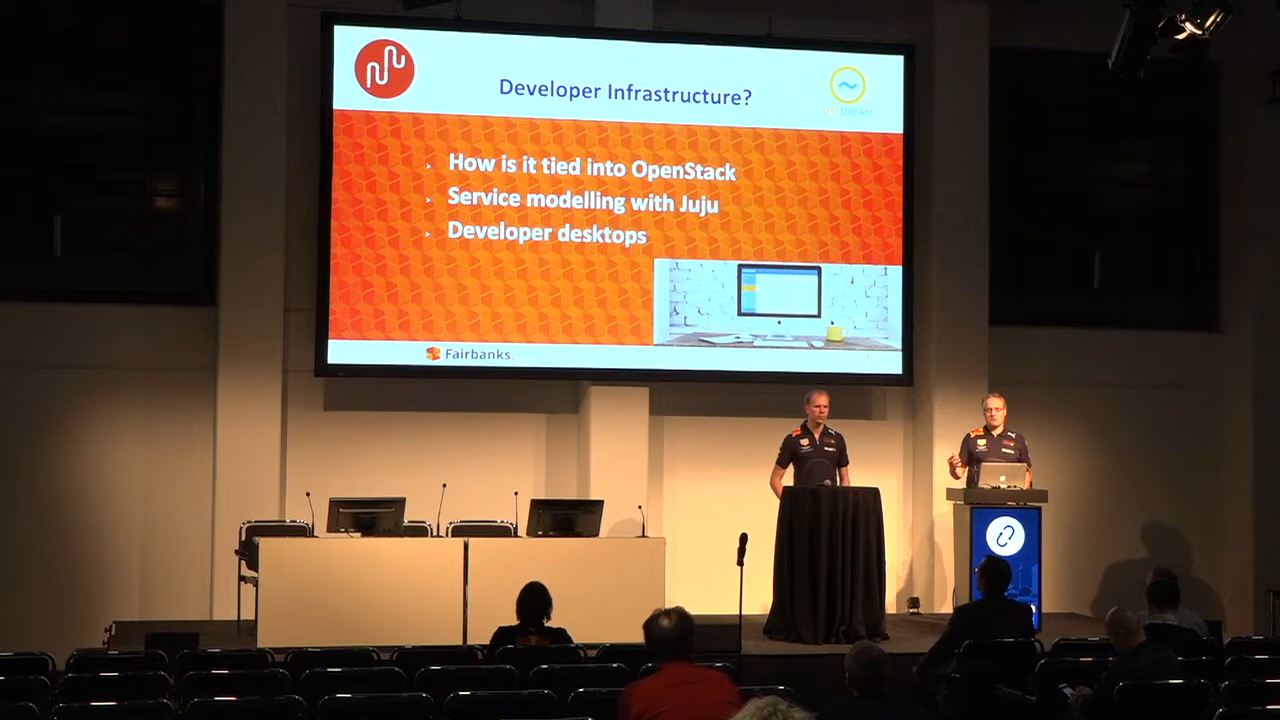 Developer Infrastructure?
How is it tied into OpenStack
Service modelling with Juju
Developer desktops
Fairbanks